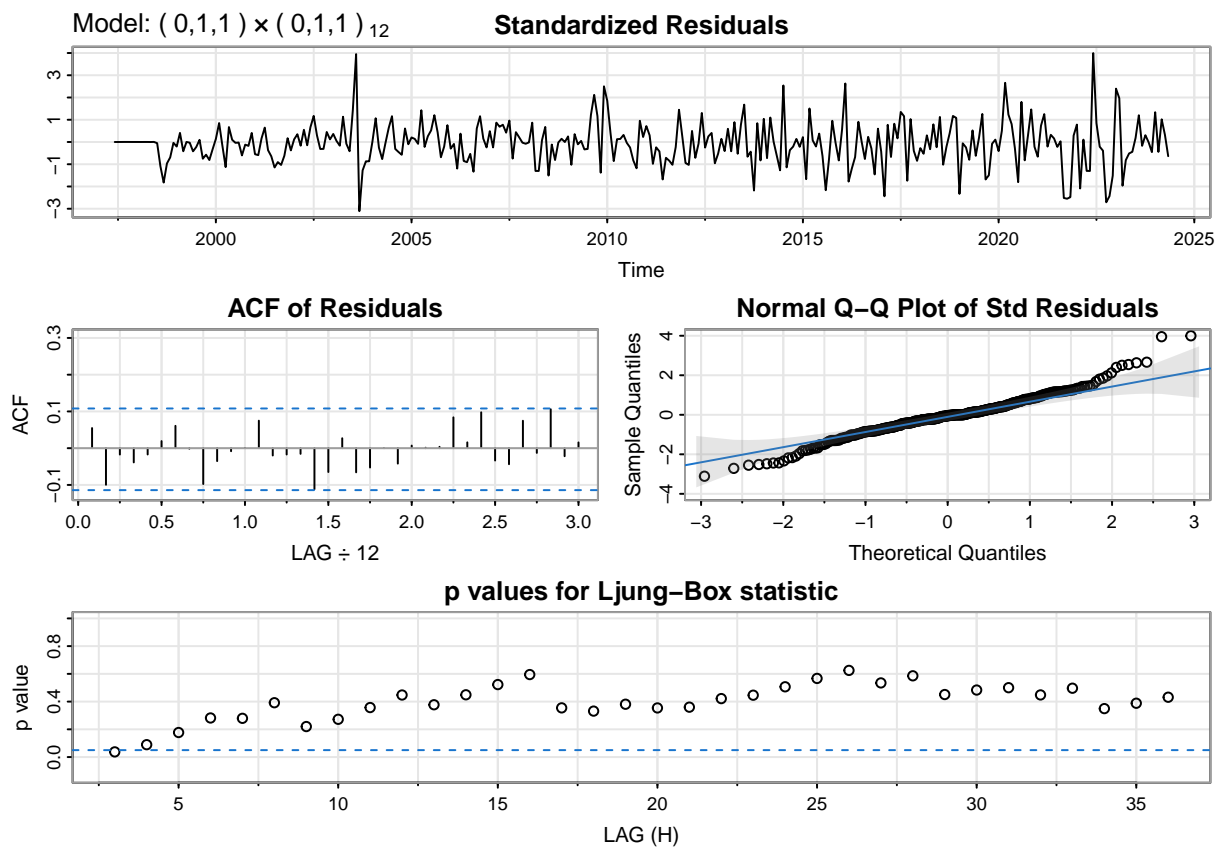 Model: ( 0,1,1 ) × ( 0,1,1 ) 12 Standardized Residuals
3
1
−1
−3
2000 2005 2010 2015 2020 2025
Time
ACF of Residuals
0.3
0.1
−0.1
ACF
0.0 0.5 1.0 1.5 2.0 2.5 3.0
LAG ÷ 12
Normal Q−Q Plot of Std Residuals
4
2
0
−2
−4
Sample Quantiles
−3 −2 −1 0 1 2 3
Theoretical Quantiles
p values for Ljung−Box statistic
0.8
0.4
0.0
p value
5 10 15 20 25 30 35
LAG (H)